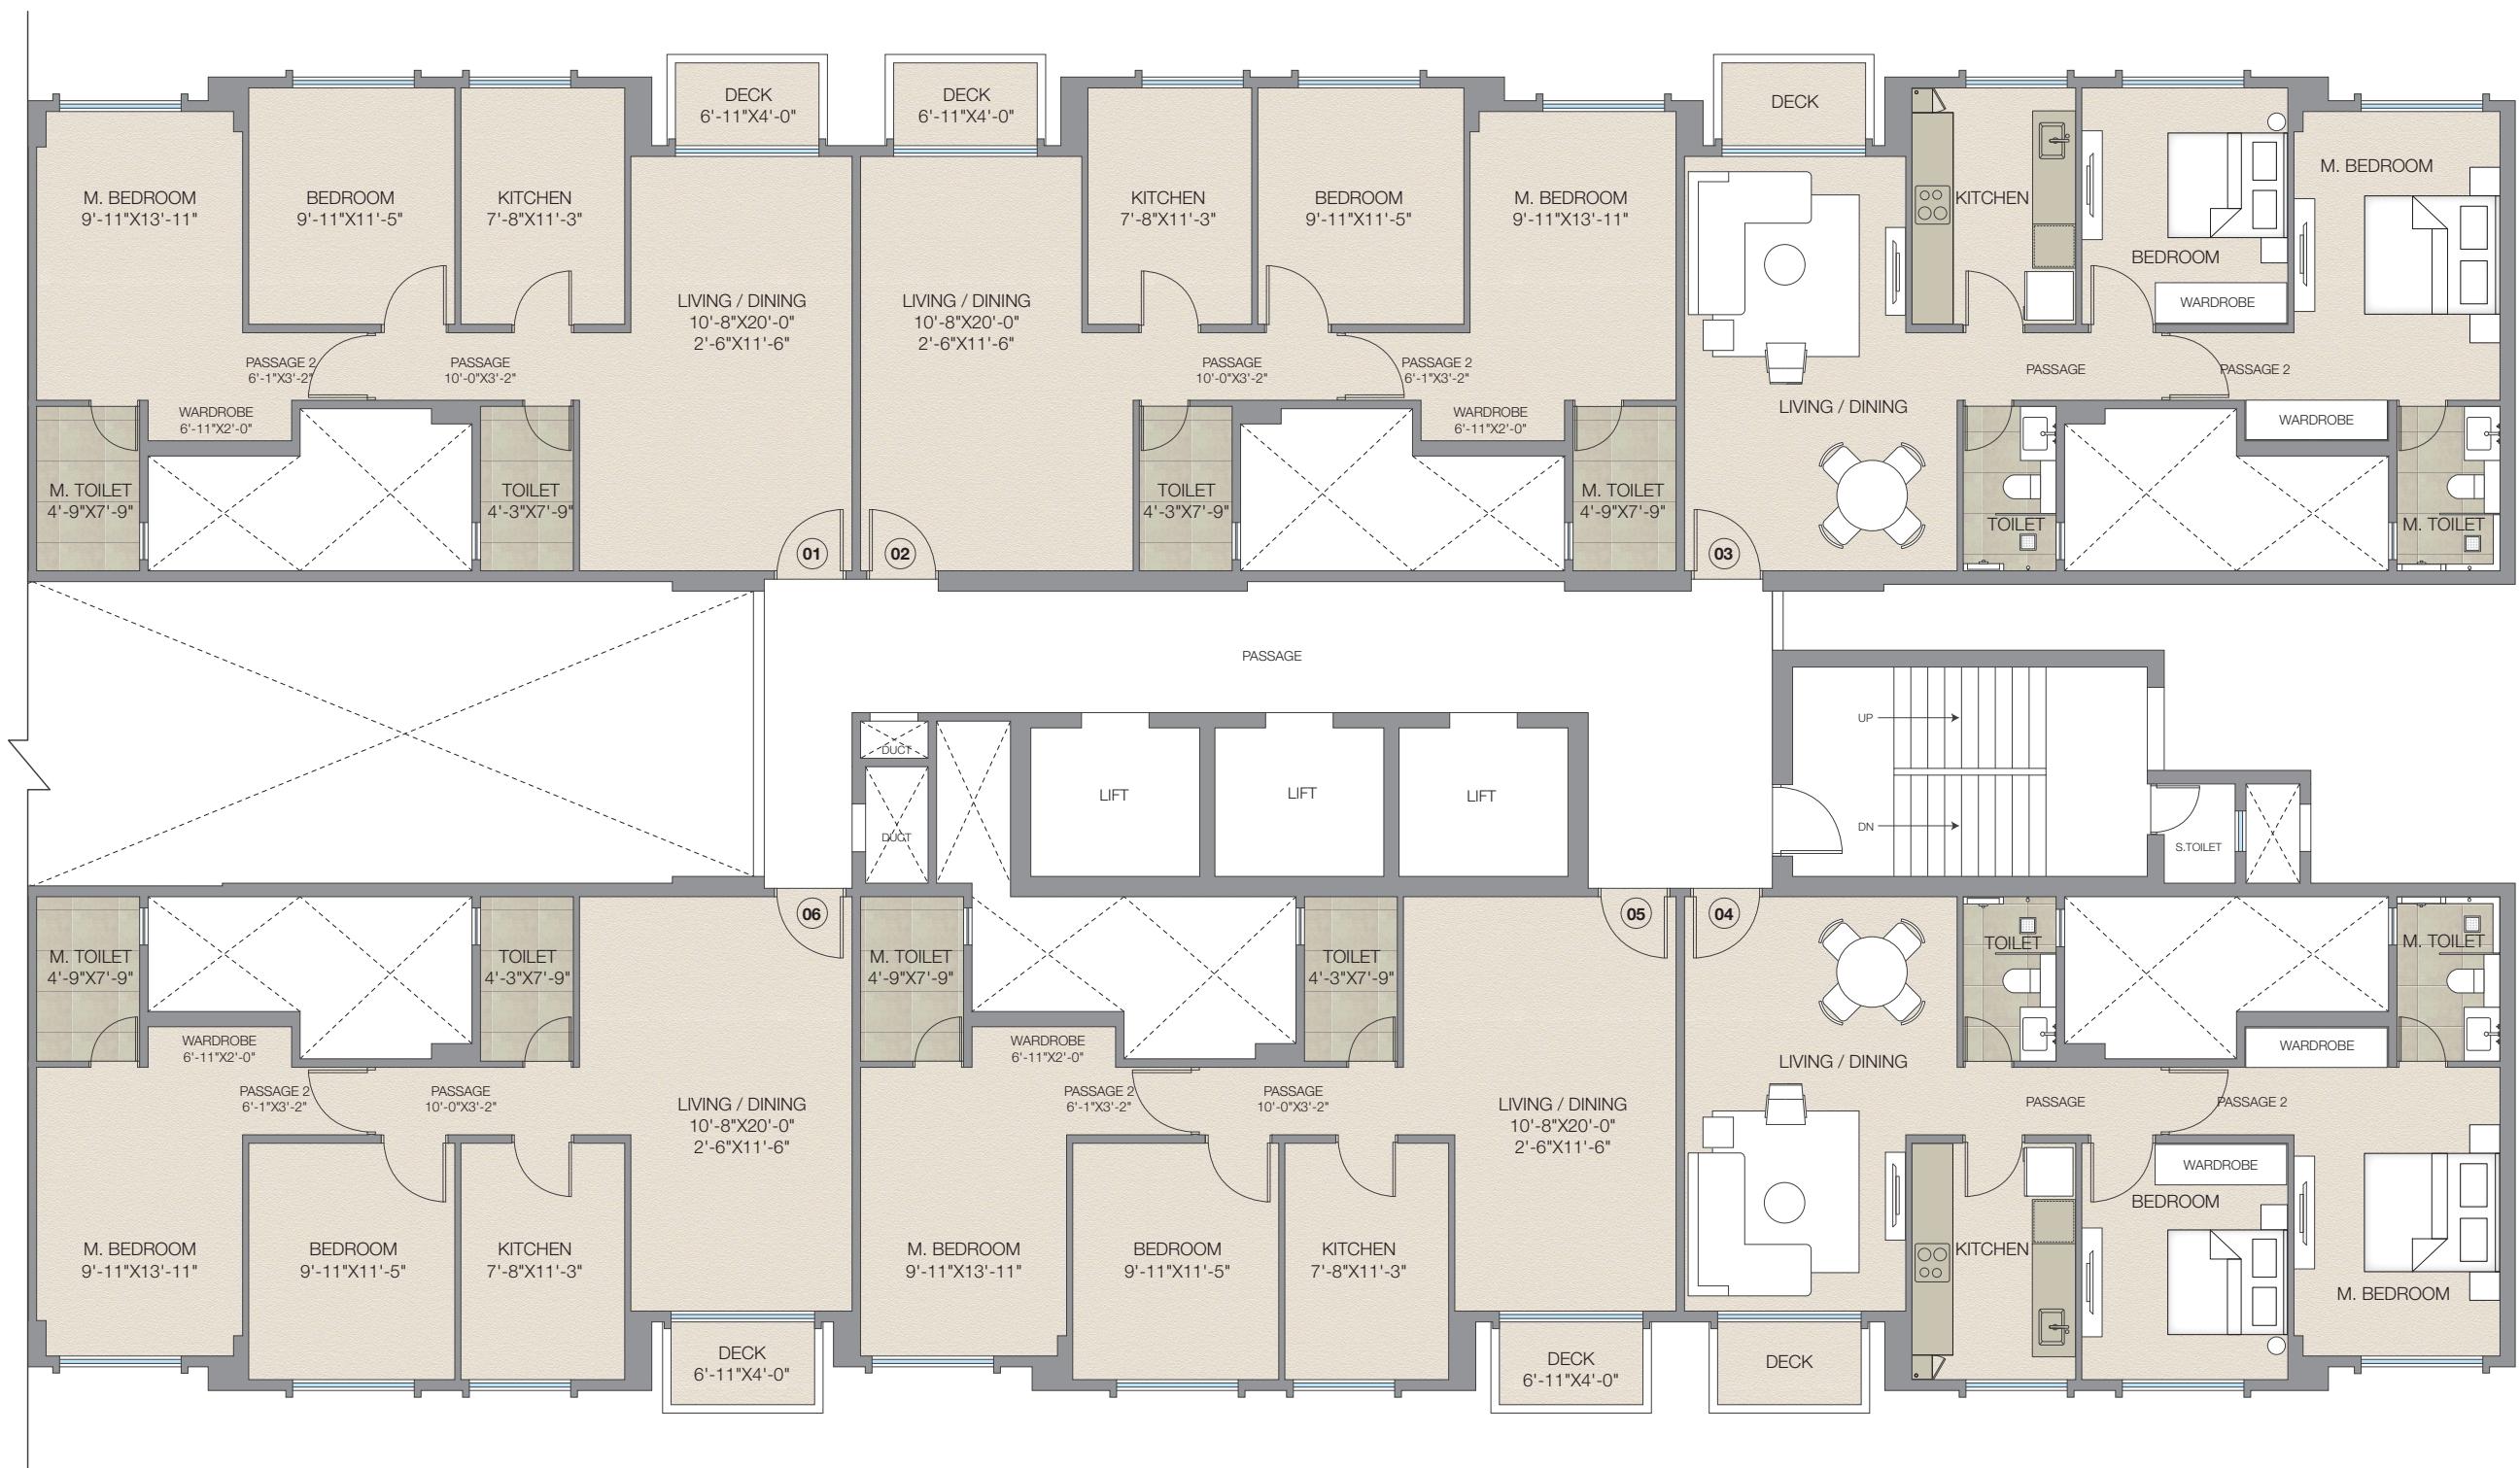 DECK
6'-11"X4'-0"
DECK
6'-11"X4'-0"
DECK
M. BEDROOM
9'-11"X13'-11"
BEDROOM
9'-11"X11'-5"
KITCHEN
7'-8"X11'-3"
KITCHEN
7'-8"X11'-3"
BEDROOM
9'-11"X11'-5"
M. BEDROOM
9'-11"X13'-11"
KITCHEN
BEDROOM
M. BEDROOM
WARDROBE
LIVING / DINING
10'-8"X20'-0"
2'-6"X11'-6"
LIVING / DINING
10'-8"X20'-0"
2'-6"X11'-6"
PASSAGE 2
6'-1"X3'-2"
PASSAGE
10'-0"X3'-2"
PASSAGE
10'-0"X3'-2"
PASSAGE 2
6'-1"X3'-2"
PASSAGE
PASSAGE 2
WARDROBE
6'-11"X2'-0"
WARDROBE
6'-11"X2'-0"
LIVING / DINING
WARDROBE
M. TOILET
4'-9"X7'-9"
TOILET
4'-3"X7'-9"
TOILET
4'-3"X7'-9"
M. TOILET
4'-9"X7'-9"
TOILET
M. TOILET
01
02
03
PASSAGE
UP
DUCT
LIFT
LIFT
LIFT
DUCT
DN
S.TOILET
06
05
04
M. TOILET
4'-9"X7'-9"
TOILET
4'-3"X7'-9"
M. TOILET
4'-9"X7'-9"
TOILET
4'-3"X7'-9"
TOILET
M. TOILET
WARDROBE
6'-11"X2'-0"
WARDROBE
6'-11"X2'-0"
LIVING / DINING
WARDROBE
PASSAGE 2
6'-1"X3'-2"
PASSAGE
10'-0"X3'-2"
PASSAGE 2
6'-1"X3'-2"
PASSAGE
10'-0"X3'-2"
PASSAGE
PASSAGE 2
LIVING / DINING
10'-8"X20'-0"
2'-6"X11'-6"
LIVING / DINING
10'-8"X20'-0"
2'-6"X11'-6"
WARDROBE
BEDROOM
M. BEDROOM
9'-11"X13'-11"
BEDROOM
9'-11"X11'-5"
KITCHEN
7'-8"X11'-3"
M. BEDROOM
9'-11"X13'-11"
BEDROOM
9'-11"X11'-5"
KITCHEN
7'-8"X11'-3"
KITCHEN
M. BEDROOM
DECK
6'-11"X4'-0"
DECK
6'-11"X4'-0"
DECK